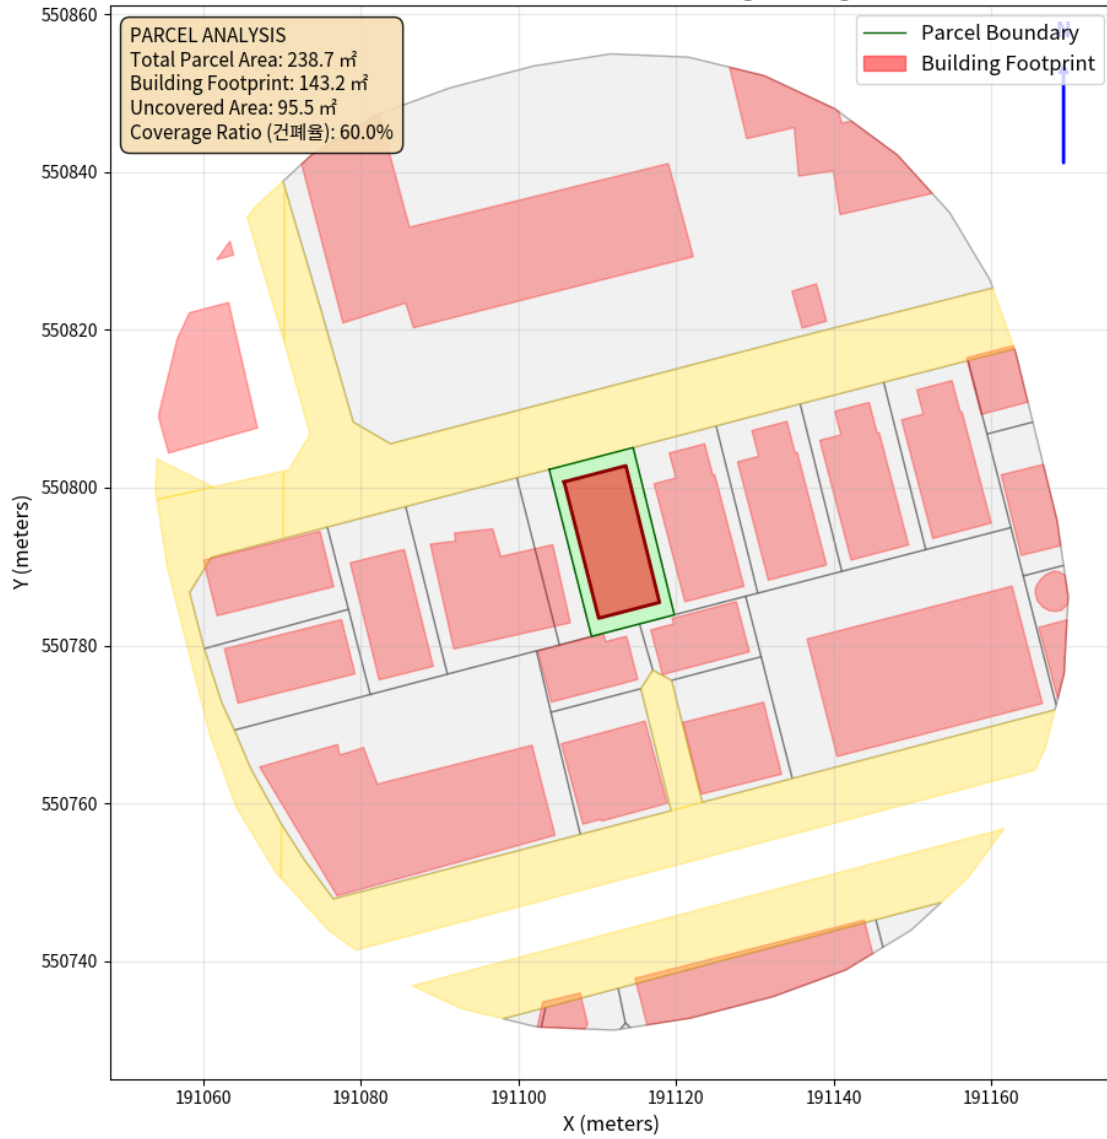 PARCEL ANALYSIS
Total Parcel Area: 238.7 ㎡
Building Footprint: 143.2 ㎡
Uncovered Area: 95.5 ㎡
Coverage Ratio (건폐율): 60.0%
Parcel Boundary
Building Footprint
N
550860
550840
550820
550800
550780
550760
550740
Y (meters)
191060
191080
191100
191120
191140
191160
X (meters)